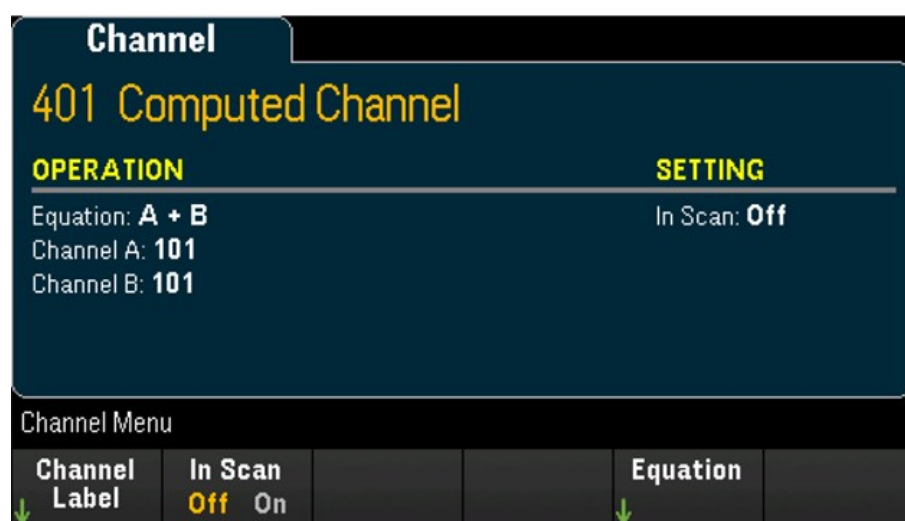 Channel
401 Computed Channel
OPERATION
SETTING
Equation: A + B
In Scan: Off
Channel A: 101
Channel B: 101
Channel Menu
Channel Label
In Scan
Off On
Equation